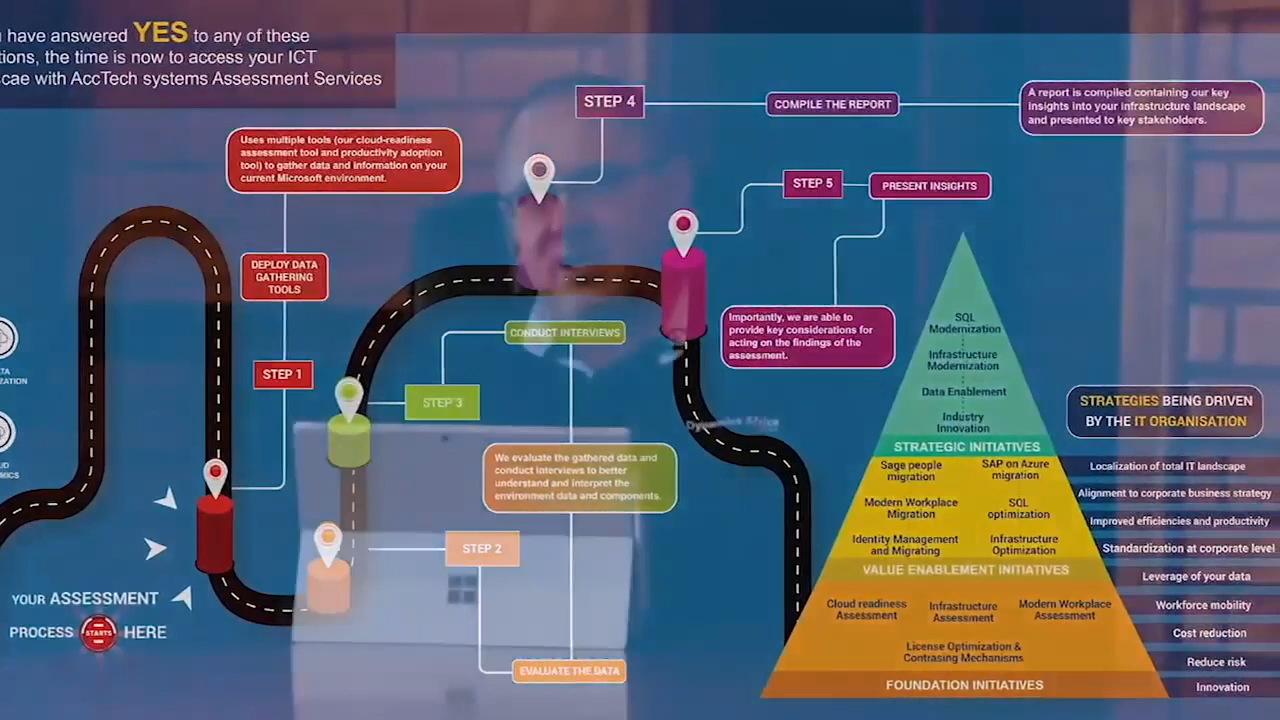 have answered YES to any of these
tions, the time is now to access your ICT
scae with AccTech systems Assessment Services
STEP 4
COMPILE THE REPORT
A report is compiled containing our key
insights into your infrastructure landscape
and presented to key stakeholders.
Uses multiple tools (our cloud-readiness
assessment tool and productivity adoption
tool) to gather data and information on your
current Microsoft environment.
STEP 5
PRESENT INSIGHTS
DEPLOY DATA
GATHERING
TOOLS
CONDUCT INTERVIEWS
Importantly, we are able to
provide key considerations for
acting on the findings of the
assessment.
STEP 1
STEP 3
We evaluate the gathered data and
conduct interviews to better
understand and interpret the
environment data and components.
STEP 2
EVALUATE THE DATA
YOUR ASSESSMENT
PROCESS STARTS HERE
SQL
Modernization
Infrastructure
Modernization
Data Enablement
Industry
Innovation
STRATEGIC INITIATIVES
Sage people
migration
SAP on Azure
migration
Modern Workplace
Migration
SQL
optimization
Identity Management
and Migrating
Infrastructure
Optimization
VALUE ENABLEMENT INITIATIVES
Cloud readiness
Assessment
Infrastructure
Assessment
Modern Workplace
Assessment
License Optimization &
Contrasing Mechanisms
FOUNDATION INITIATIVES
STRATEGIES BEING DRIVEN
BY THE IT ORGANISATION
Localization of total IT landscape
Alignment to corporate business strategy
Improved efficiencies and productivity
Standardization at corporate level
Leverage of your data
Workforce mobility
Cost reduction
Reduce risk
Innovation